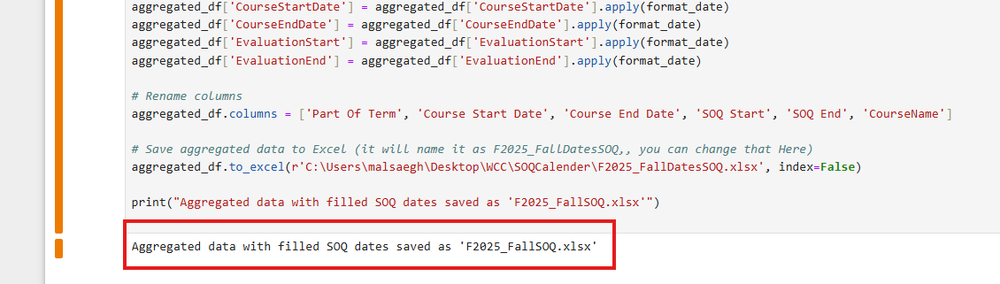 aggregated_df['CourseStartDate'] = aggregated_df['CourseStartDate'].apply(format_date)
aggregated_df['CourseEndDate'] = aggregated_df['CourseEndDate'].apply(format_date)
aggregated_df['EvaluationStart'] = aggregated_df['EvaluationStart'].apply(format_date)
aggregated_df['EvaluationEnd'] = aggregated_df['EvaluationEnd'].apply(format_date)
# Rename columns
aggregated_df.columns = ['Part Of Term', 'Course Start Date', 'Course End Date', 'SOQ Start', 'SOQ End', 'CourseName']
# Save aggregated data to Excel (it will name it as F2025_FallDatesSOQ,, you can change that Here)
aggregated_df.to_excel(r'C:\Users\malsaegh\Desktop\WCC\SOQCalender\F2025_FallDatesSOQ.xlsx', index=False)
print("Aggregated data with filled SOQ dates saved as 'F2025_FallSOQ.xlsx'")
Aggregated data with filled SOQ dates saved as 'F2025_FallSOQ.xlsx'